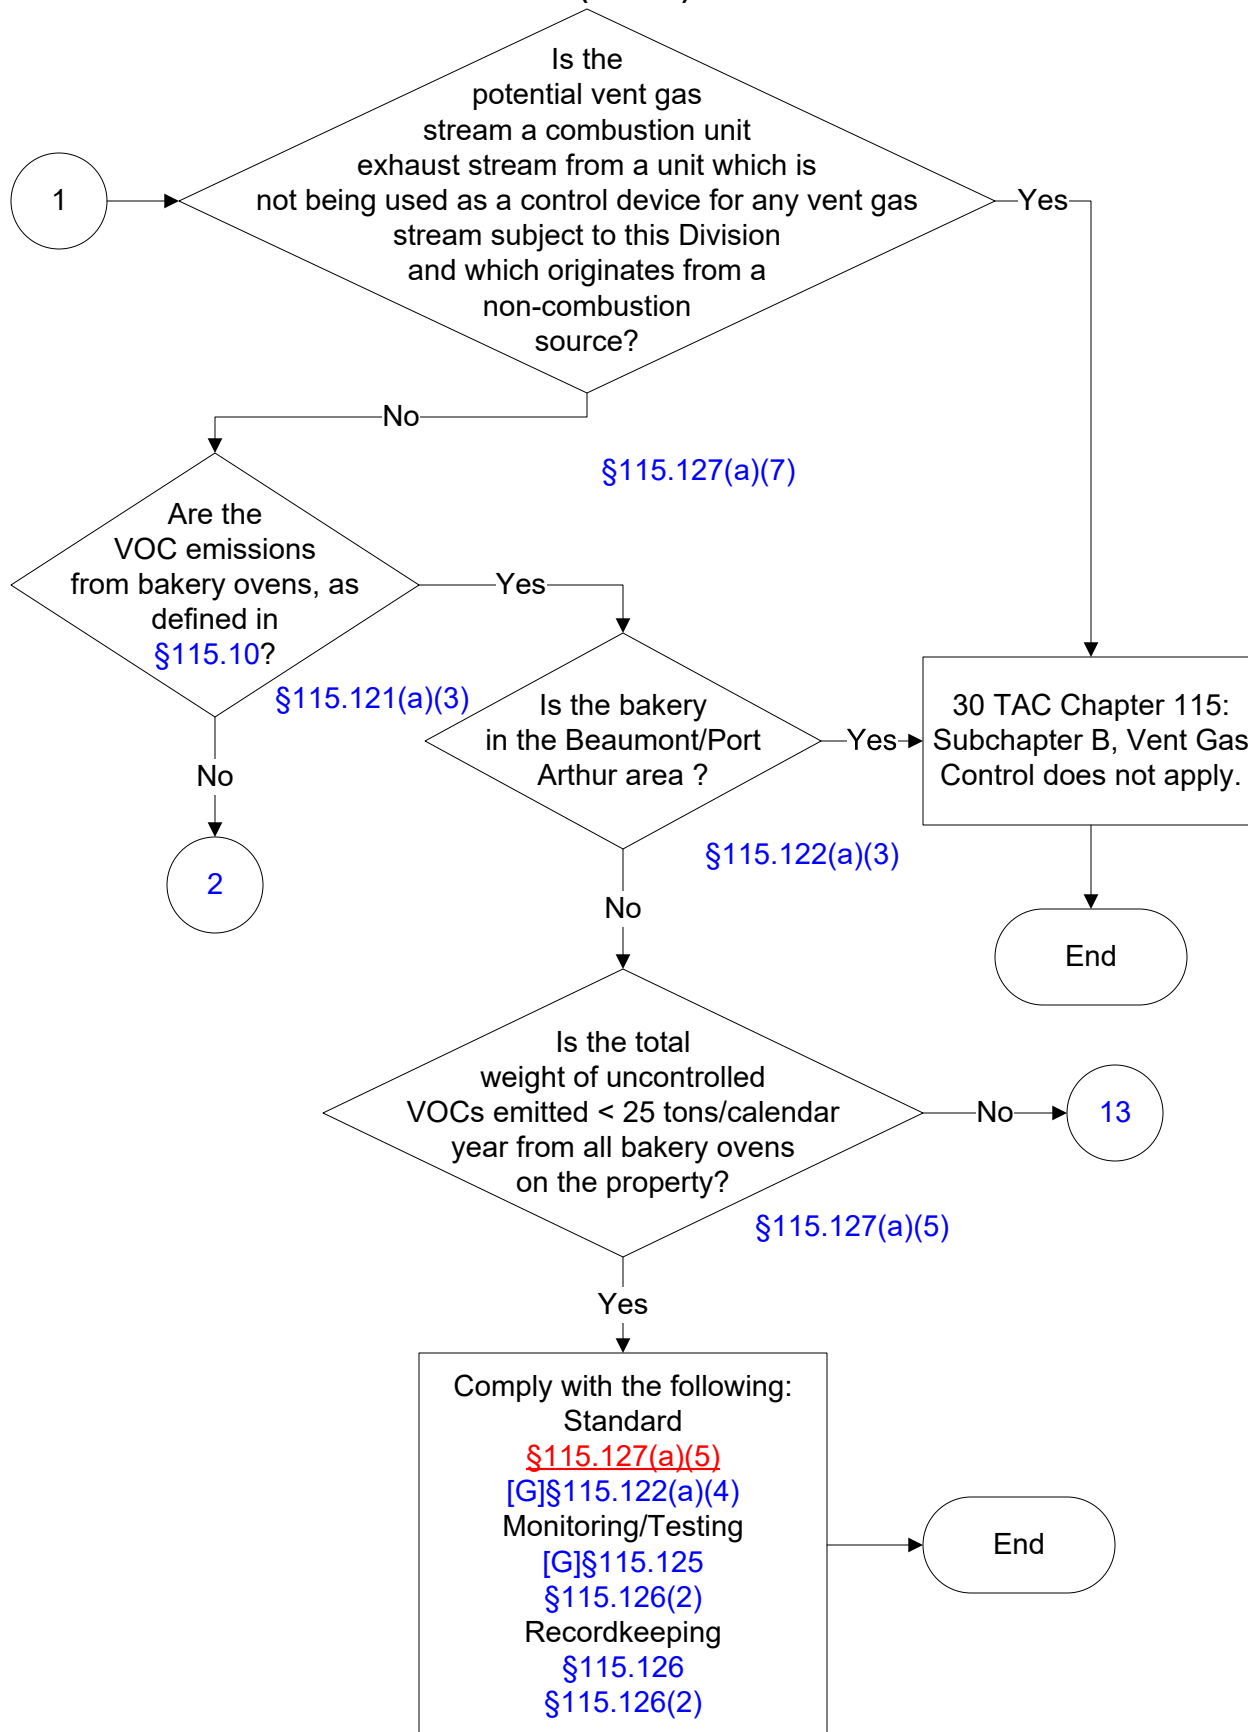 Is the
potential vent gas
stream a combustion unit
exhaust stream from a unit which is
not being used as a control device for any vent gas
stream subject to this Division
and which originates from a
non-combustion
source?
1
Yes
No
§115.127(a)(7)
Are the
VOC emissions
from bakery ovens, as
defined in
§115.10?
Yes
§115.121(a)(3)
Is the bakery
in the Beaumont/Port
Arthur area ?
Yes
30 TAC Chapter 115:
Subchapter B, Vent Gas
Control does not apply.
No
2
§115.122(a)(3)
No
End
Is the total
weight of uncontrolled
VOCs emitted < 25 tons/calendar
year from all bakery ovens
on the property?
No
13
§115.127(a)(5)
Yes
Comply with the following:
Standard
§115.127(a)(5)
[G]§115.122(a)(4)
Monitoring/Testing
[G]§115.125
§115.126(2)
Recordkeeping
§115.126
§115.126(2)
End